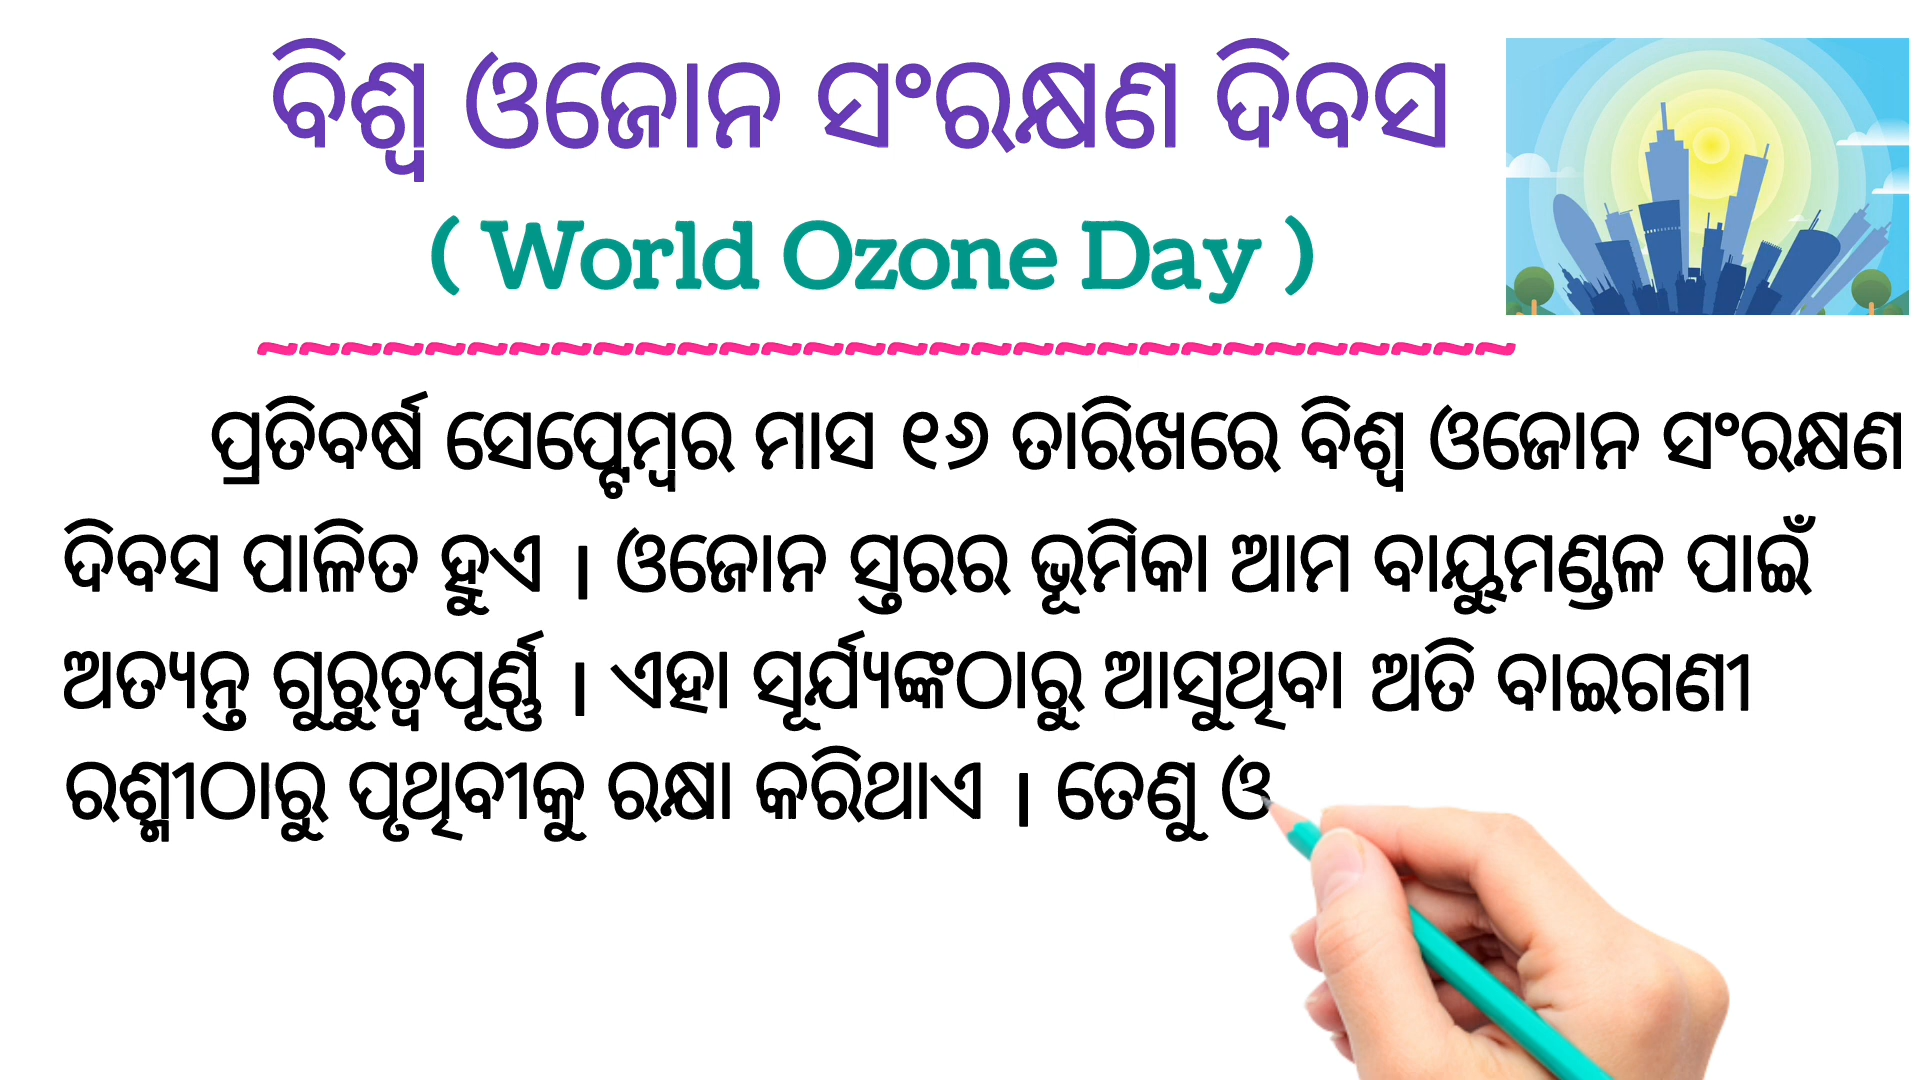 ବିଶ୍ୱ ଓଜୋନ ସଂରକ୍ଷଣ ଦିବସ
( World Ozone Day )
~~~~~~~~~~~~~~~~~~~~~~~~~~~~~~
ପ୍ରତିବର୍ଷ ସେପ୍ଟେମ୍ବର ମାସ ୧୬ ତାରିଖରେ ବିଶ୍ୱ ଓଜୋନ ସଂରକ୍ଷଣ
ଦିବସ ପାଳିତ ହୁଏ । ଓଜୋନ ସ୍ତରର ଭୂମିକା ଆମ ବାୟୁମଣ୍ଡଳ ପାଇଁ
ଅତ୍ୟନ୍ତ ଗୁରୁତ୍ୱପୂର୍ଣ୍ଣ । ଏହା ସୂର୍ଯ୍ୟଙ୍କଠାରୁ ଆସୁଥିବା ଅତି ବାଇଗଣୀ
ରଶ୍ମୀଠାରୁ ପୃଥିବୀକୁ ରକ୍ଷା କରିଥାଏ । ତେଣୁ ଓ